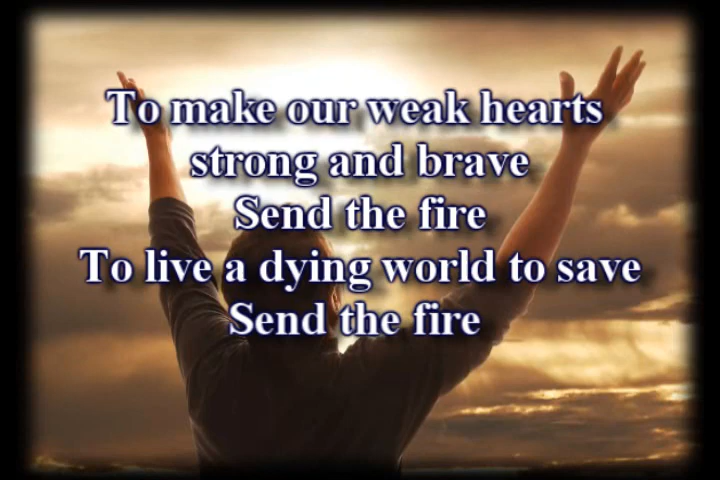 To make our weak hearts
strong and brave
Send the fire
To live a dying world to save
Send the fire